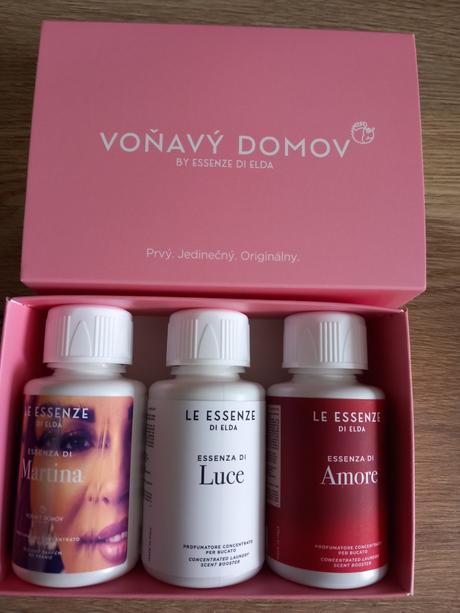 VOŇAVÝ DOMOV
BY ESSENZE DI ELDA
Prvý. Jedinečný. Originálny.
LE ESSENZE
DI ELDA
ESSENZA DI
Martina
VOŇAVÝ DOMOV
LE ESSENZE
DI ELDA
ESSENZA DI
Luce
PROFUMATORE CONCENTRATO
PER BUCATO
CONCENTRATED LAUNDRY
SCENT BOOSTER
LE ESSENZE
DI ELDA
ESSENZA DI
Amore
PROFUMATORE CONCENTRATO
PER BUCATO
CONCENTRATED LAUNDRY
SCENT BOOSTER